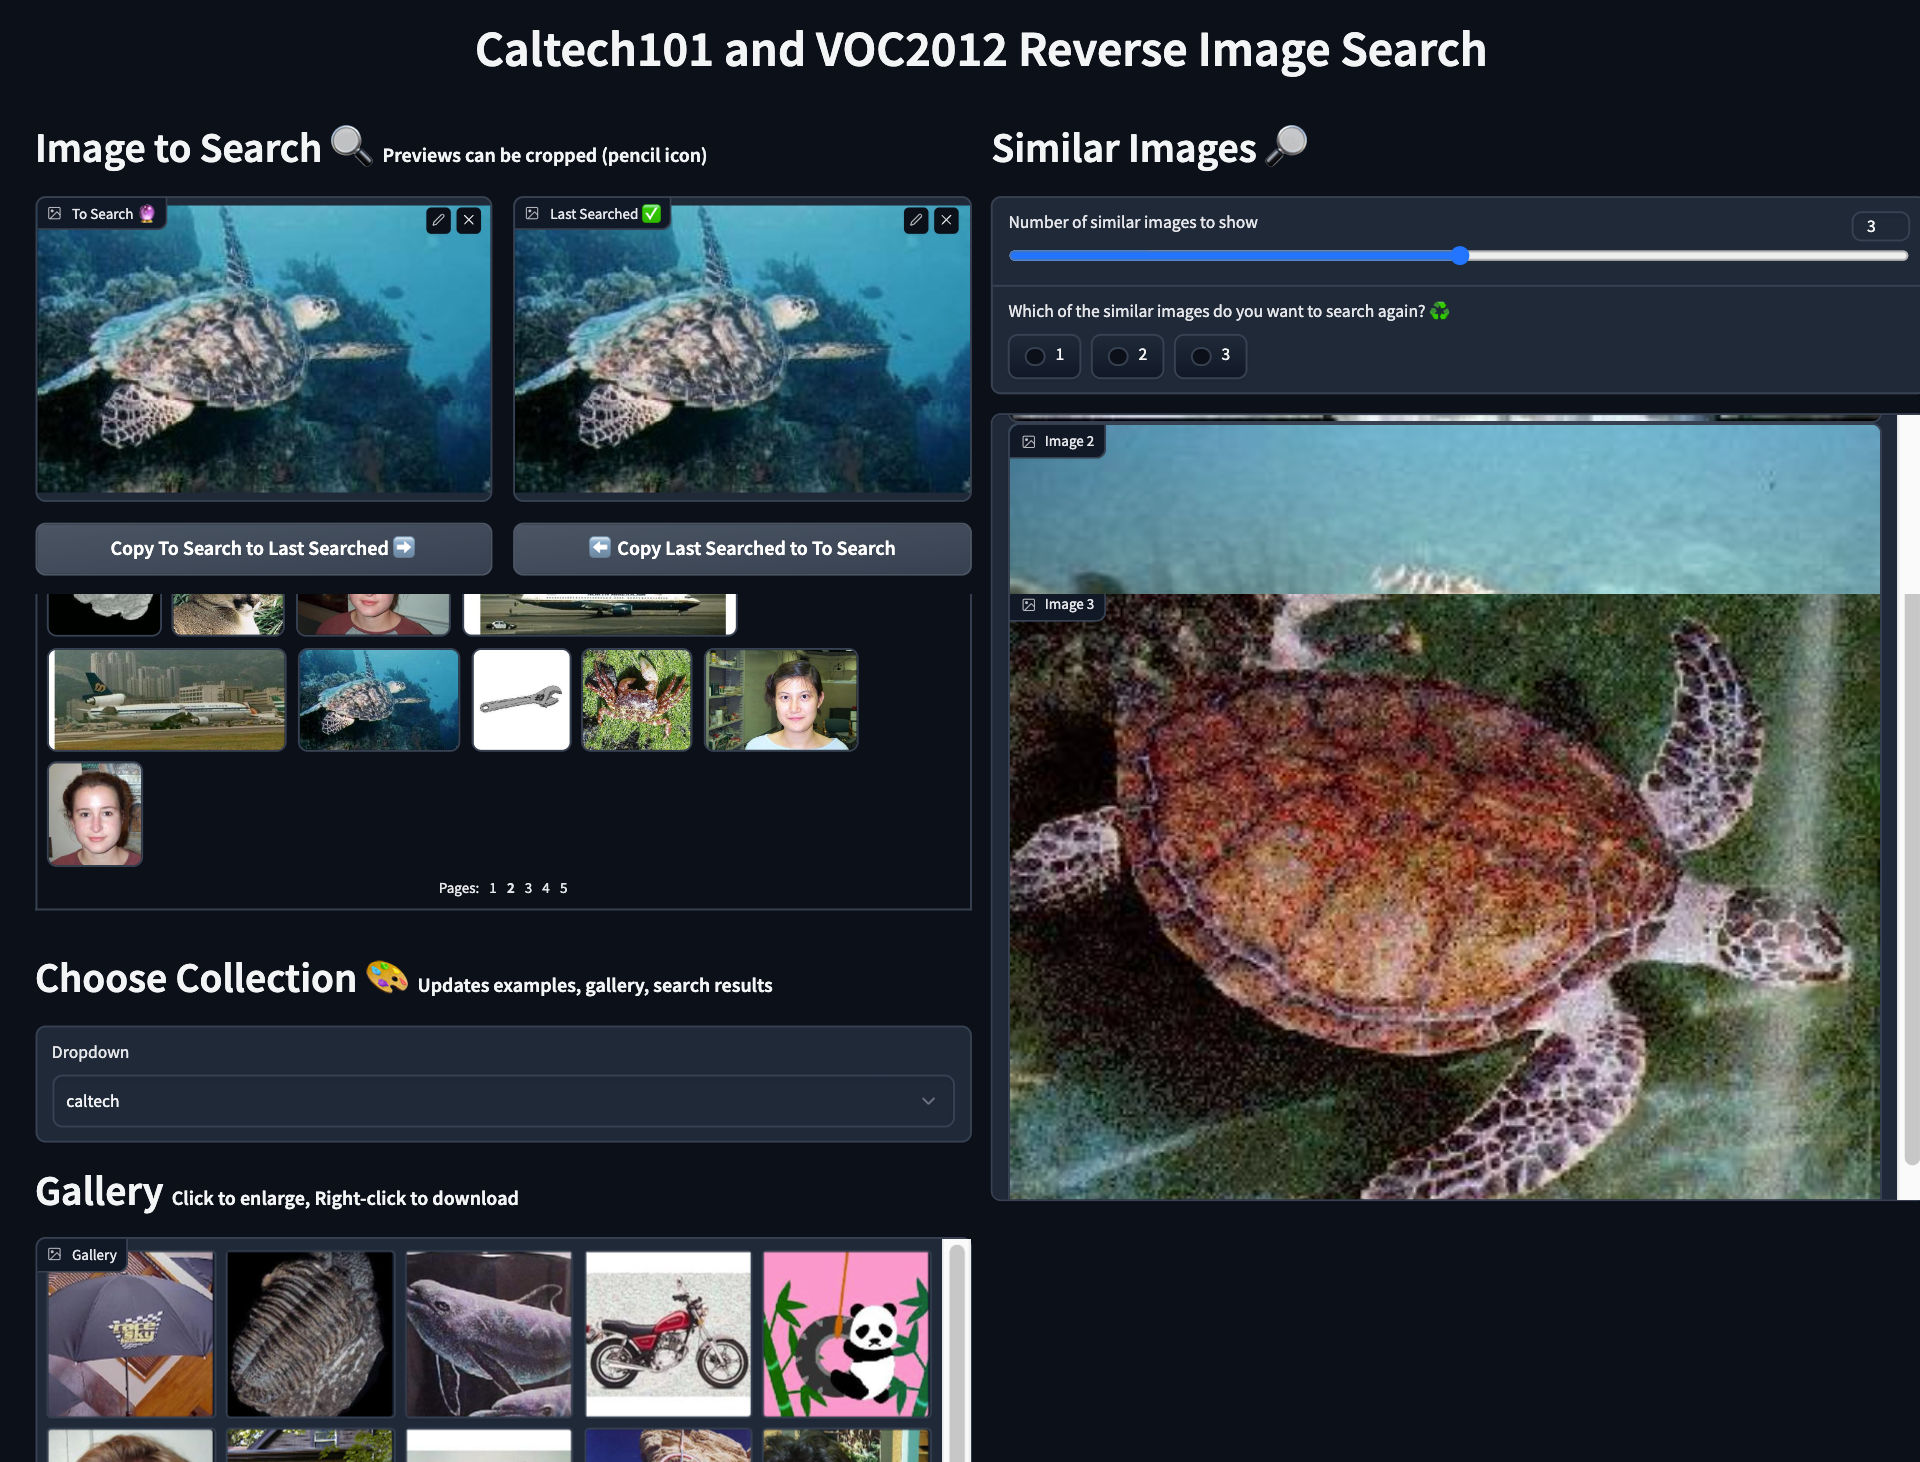 Caltech101 and VOC2012 Reverse Image Search
Image to Search 🔍 Previews can be cropped (pencil icon)
To Search 🔮
Last Searched ✅
Copy To Search to Last Searched ➡️
⬅️ Copy Last Searched to To Search
Pages: 1 2 3 4 5
Choose Collection 🎨 Updates examples, gallery, search results
Dropdown
caltech
Gallery Click to enlarge, Right-click to download
Gallery
race
sky
Similar Images 🔎
Number of similar images to show
3
Which of the similar images do you want to search again? ♻️
1
2
3
Image 2
Image 3